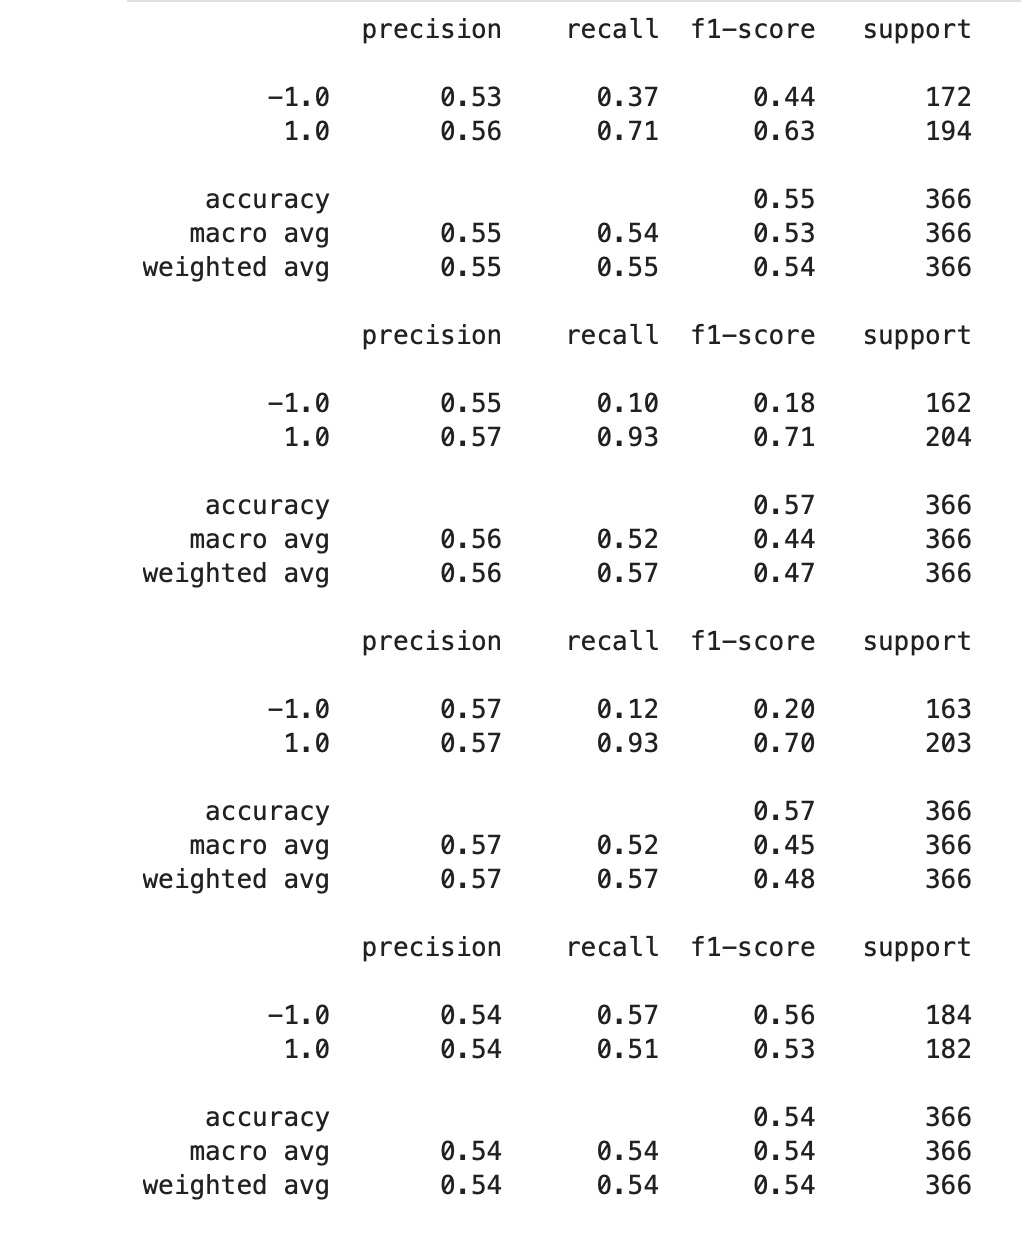 precision recall f1-score support
-1.0 0.53 0.37 0.44 172
1.0 0.56 0.71 0.63 194
accuracy 0.55 366
macro avg 0.55 0.54 0.53 366
weighted avg 0.55 0.55 0.54 366
precision recall f1-score support
-1.0 0.55 0.10 0.18 162
1.0 0.57 0.93 0.71 204
accuracy 0.57 366
macro avg 0.56 0.52 0.44 366
weighted avg 0.56 0.57 0.47 366
precision recall f1-score support
-1.0 0.57 0.12 0.20 163
1.0 0.57 0.93 0.70 203
accuracy 0.57 366
macro avg 0.57 0.52 0.45 366
weighted avg 0.57 0.57 0.48 366
precision recall f1-score support
-1.0 0.54 0.57 0.56 184
1.0 0.54 0.51 0.53 182
accuracy 0.54 366
macro avg 0.54 0.54 0.54 366
weighted avg 0.54 0.54 0.54 366